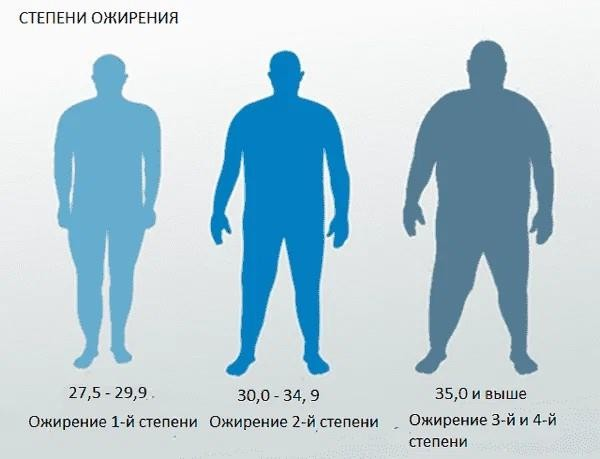 СТЕПЕНИ ОЖИРЕНИЯ
27,5 - 29,9
Ожирение 1-й степени
30,0 - 34, 9
Ожирение 2-й степени
35,0 и выше
Ожирение 3-й и 4-й
степени